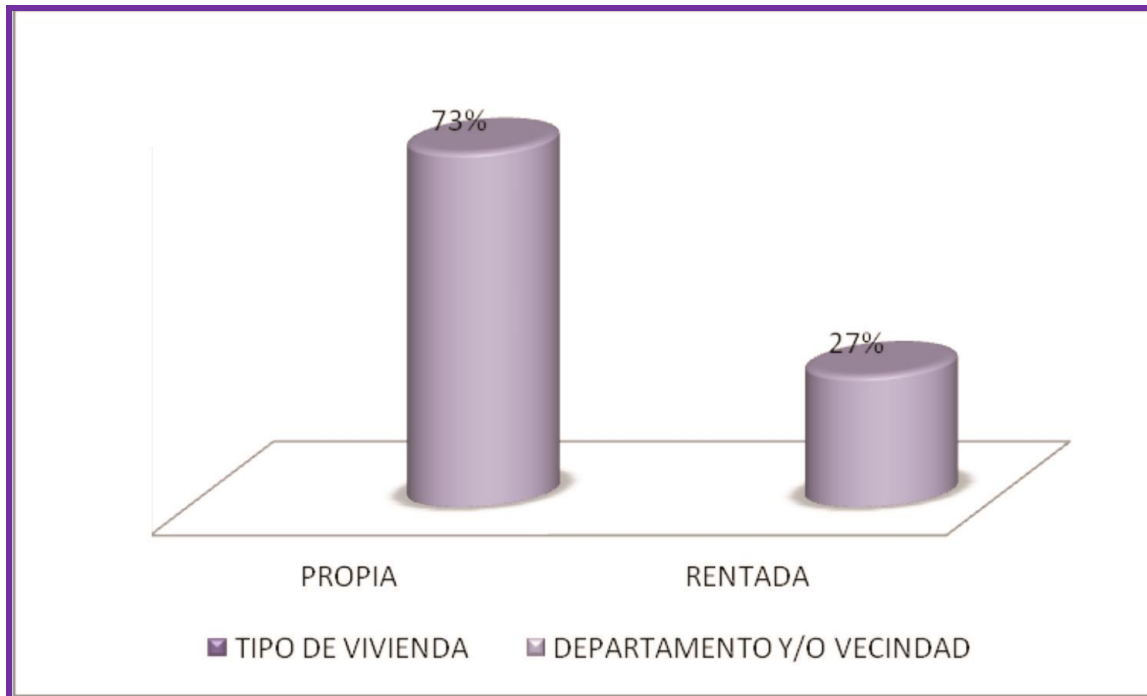 73%
27%
PROPIA RENTADA
TIPO DE VIVIENDA DEPARTAMENTO Y/O VECINDAD